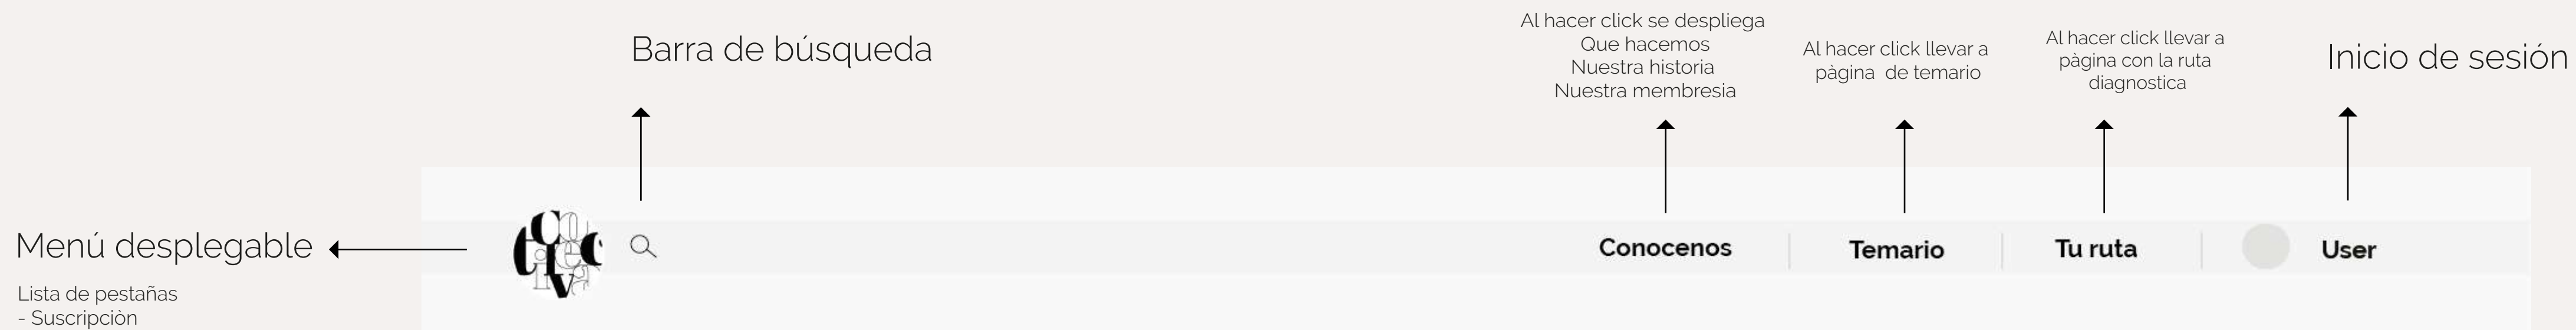 Barra de búsqueda
Al hacer click se despliega
Que hacemos
Nuestra historia
Nuestra membresia
Al hacer click llevar a
pàgina de temario
Al hacer click llevar a
pàgina con la ruta
diagnostica
Inicio de sesión
Menú desplegable
Lista de pestañas
- Suscripciòn
Conocenos
Temario
Tu ruta
User